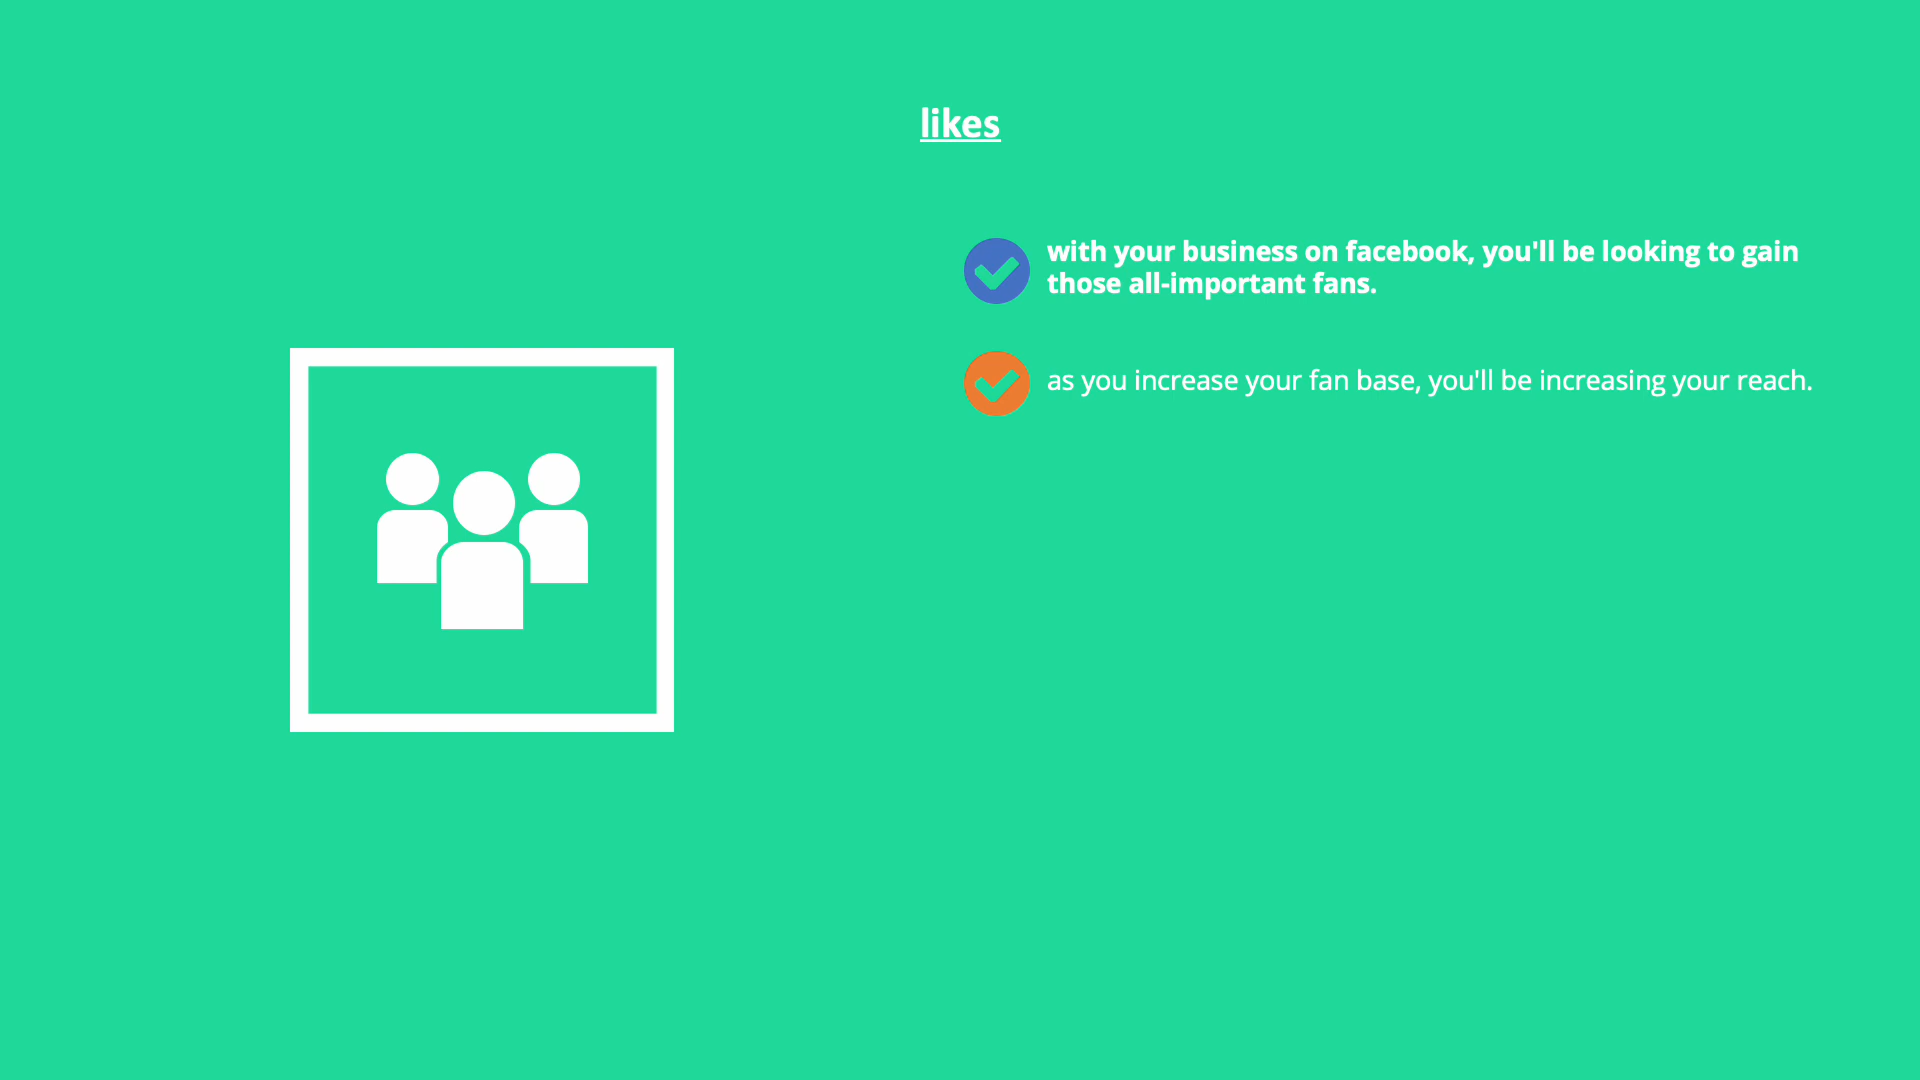 likes
with your business on facebook, you'll be looking to gain
those all-important fans.
as you increase your fan base, you'll be increasing your reach.